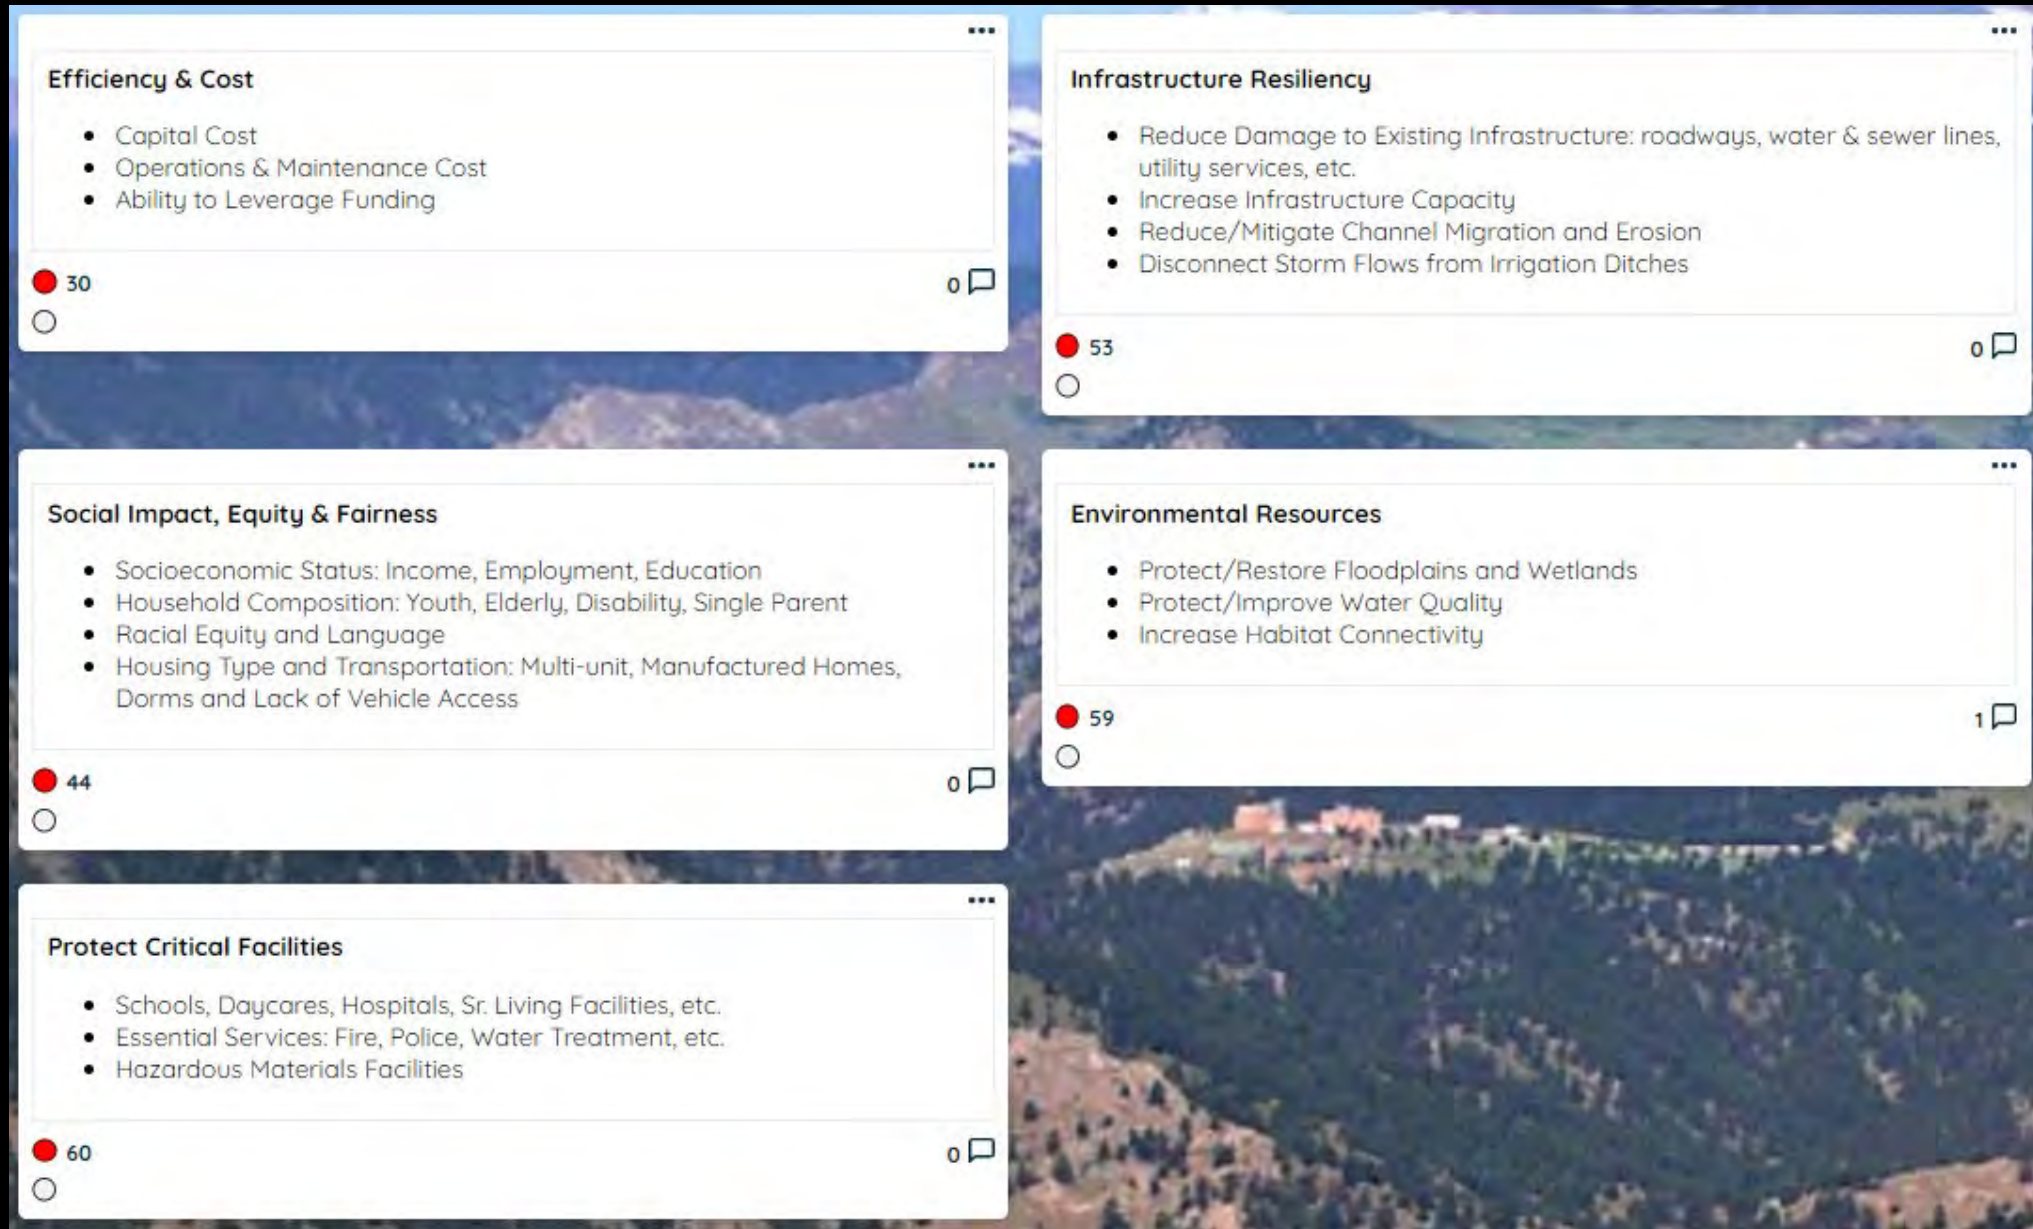 Efficiency & Cost
Capital Cost
Operations & Maintenance Cost
Ability to Leverage Funding
30
0
Infrastructure Resiliency
Reduce Damage to Existing Infrastructure: roadways, water & sewer lines,
utility services, etc.
Increase Infrastructure Capacity
Reduce/Mitigate Channel Migration and Erosion
Disconnect Storm Flows from Irrigation Ditches
53
0
Social Impact, Equity & Fairness
Socioeconomic Status: Income, Employment, Education
Household Composition: Youth, Elderly, Disability, Single Parent
Racial Equity and Language
Housing Type and Transportation: Multi-unit, Manufactured Homes,
Dorms and Lack of Vehicle Access
44
0
Environmental Resources
Protect/Restore Floodplains and Wetlands
Protect/Improve Water Quality
Increase Habitat Connectivity
59
1
Protect Critical Facilities
Schools, Daycares, Hospitals, Sr. Living Facilities, etc.
Essential Services: Fire, Police, Water Treatment, etc.
Hazardous Materials Facilities
60
0